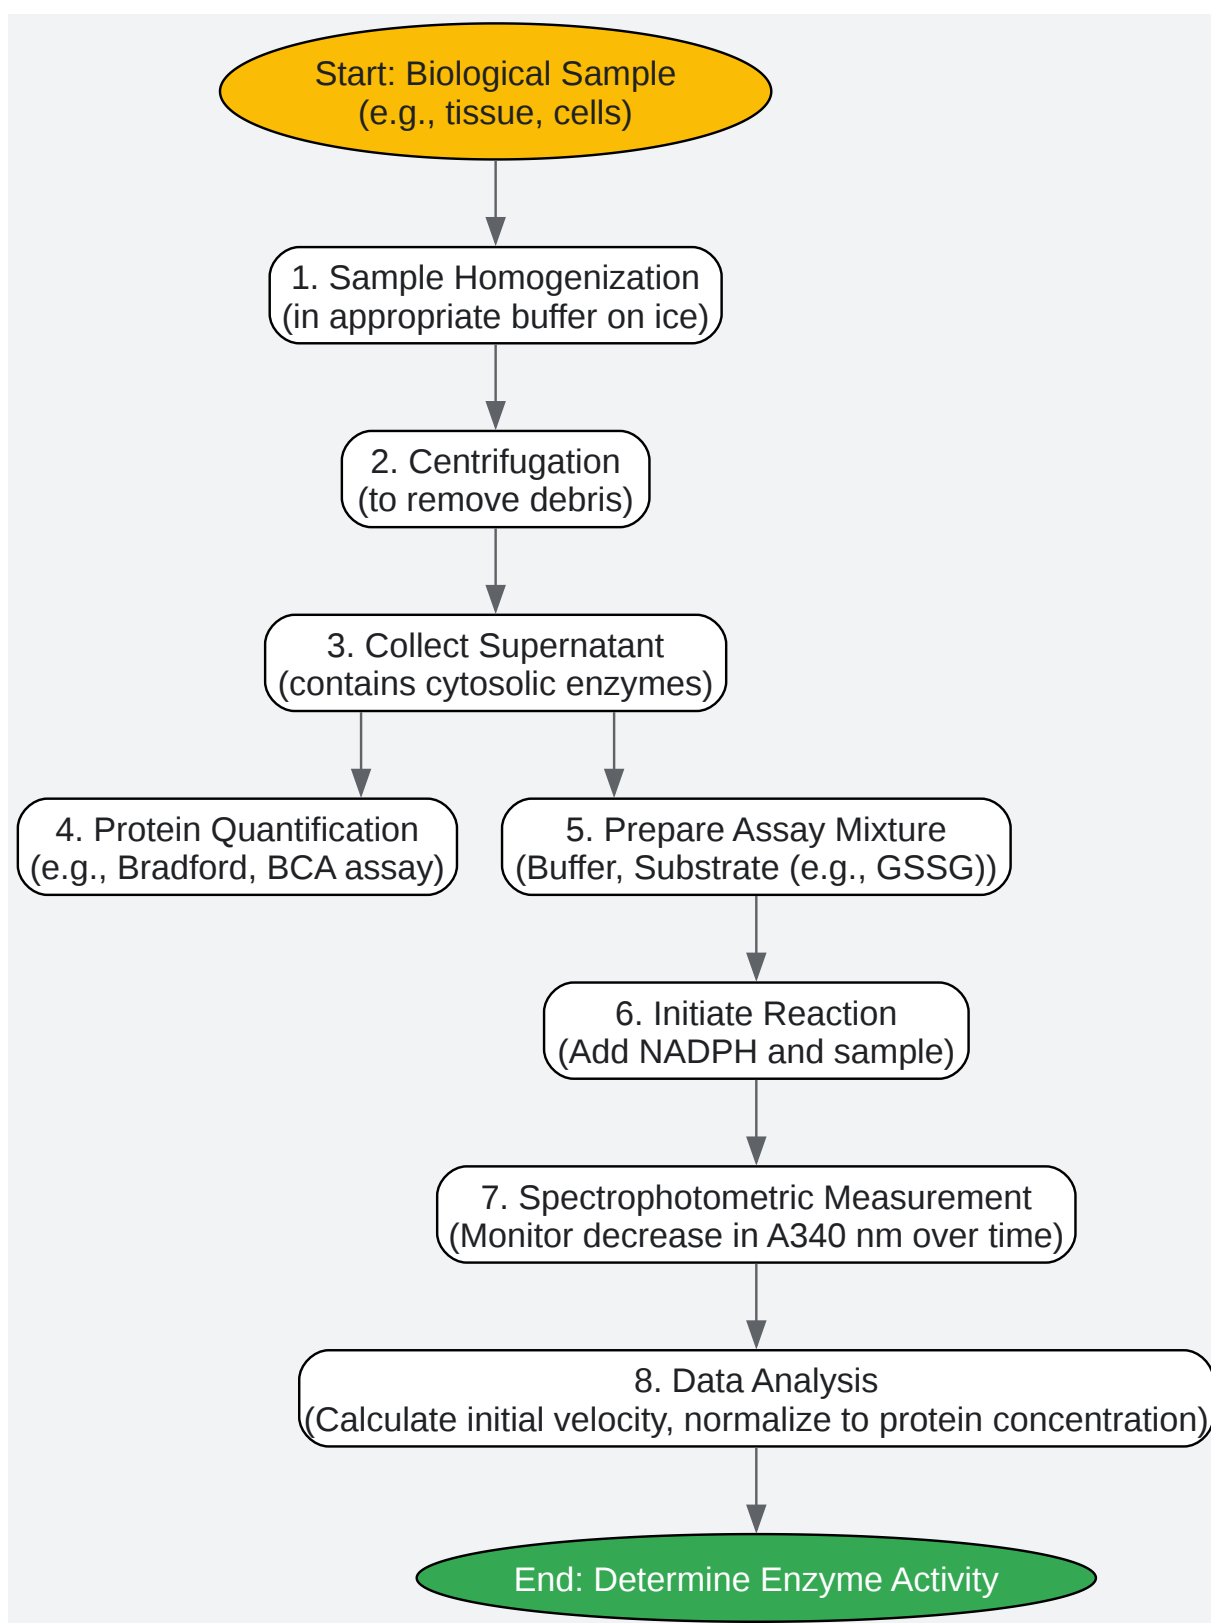 Start: Biological Sample
(e.g., tissue, cells)
1. Sample Homogenization
(in appropriate buffer on ice)
2. Centrifugation
(to remove debris)
3. Collect Supernatant
(contains cytosolic enzymes)
4. Protein Quantification
(e.g., Bradford, BCA assay)
5. Prepare Assay Mixture
(Buffer, Substrate (e.g., GSSG))
6. Initiate Reaction
(Add NADPH and sample)
7. Spectrophotometric Measurement
(Monitor decrease in A340 nm over time)
8. Data Analysis
(Calculate initial velocity, normalize to protein concentration)
End: Determine Enzyme Activity